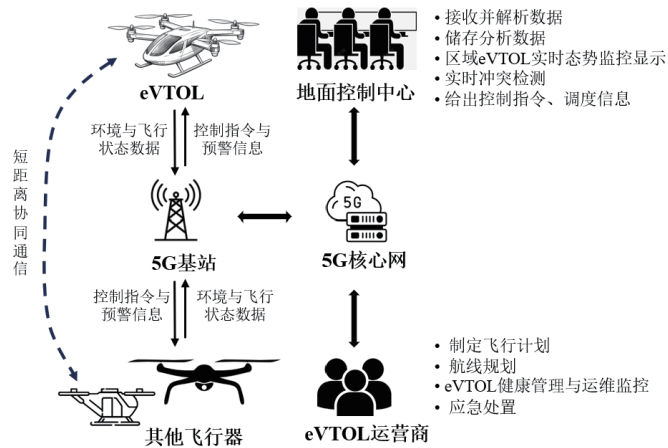 eVTOL
环境与飞行
状态数据
控制指令与
预警信息
短
距
离
协
同
通
信
5G基站
控制指令与
预警信息
环境与飞行
状态数据
其他飞行器
地面控制中心
• 接收并解析数据
• 储存分析数据
• 区域eVTOL实时态势监控显示
• 实时冲突检测
• 给出控制指令、调度信息
5G
5G核心网
eVTOL运营商
• 制定飞行计划
• 航线规划
• eVTOL健康管理与运维监控
• 应急处置